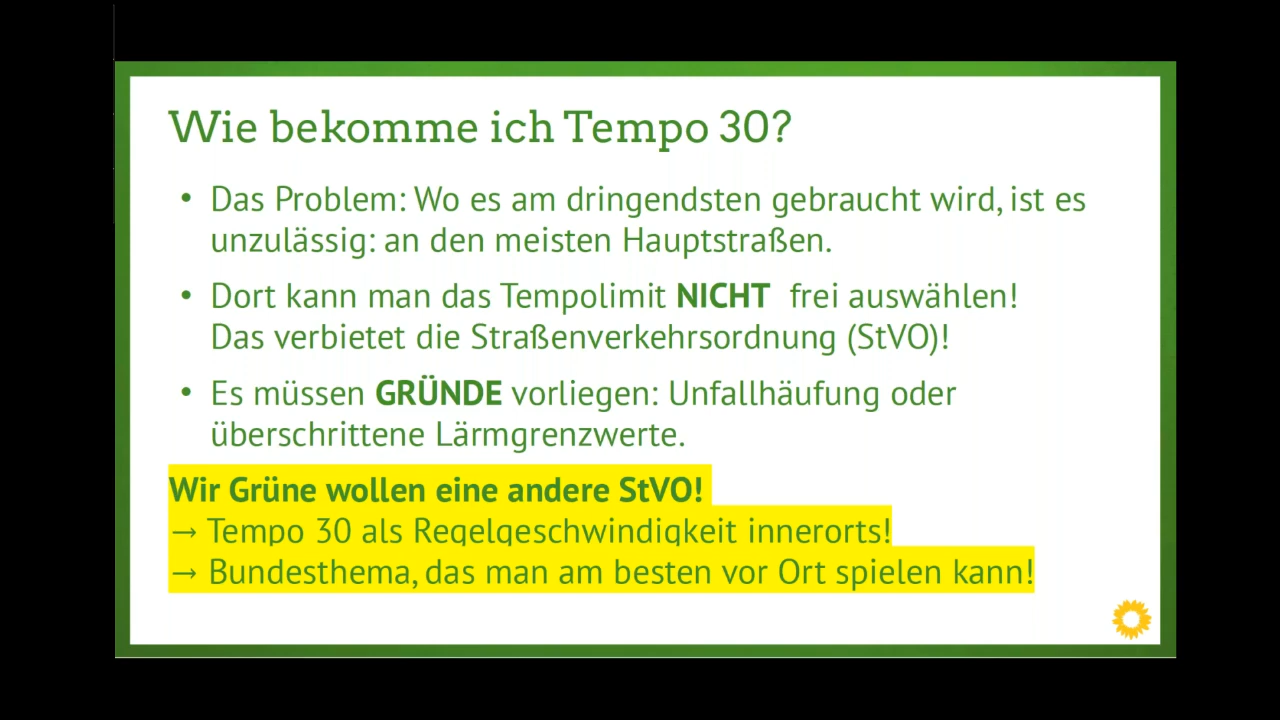 Wie bekomme ich Tempo 30?
• Das Problem: Wo es am dringendsten gebraucht wird, ist es
unzulässig: an den meisten Hauptstraßen.
• Dort kann man das Tempolimit NICHT frei auswählen!
Das verbietet die Straßenverkehrsordnung (StVO)!
• Es müssen GRÜNDE vorliegen: Unfallhäufung oder
überschrittene Lärmgrenzwerte.
Wir Grüne wollen eine andere StVO!
→ Tempo 30 als Regelgeschwindigkeit innerorts!
→ Bundesthema, das man am besten vor Ort spielen kann!